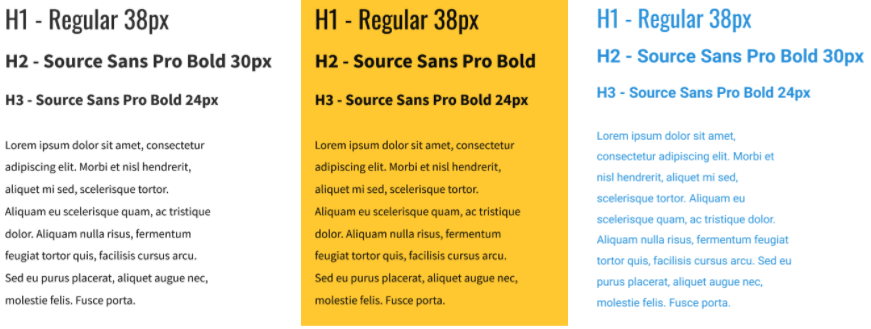 H1 - Regular 38px
H2 - Source Sans Pro Bold 30px
H3 - Source Sans Pro Bold 24px
Lorem ipsum dolor sit amet, consectetur
adipiscing elit. Morbi et nisl hendrerit,
aliquet mi sed, scelerisque tortor.
Aliquam eu scelerisque quam, ac tristique
dolor. Aliquam nulla risus, fermentum
feugiat tortor quis, facilisis cursus arcu.
Sed eu purus placerat, aliquet augue nec,
molestie felis. Fusce porta.
H1 - Regular 38px
H2 - Source Sans Pro Bold
H3 - Source Sans Pro Bold 24px
Lorem ipsum dolor sit amet, consectetur
adipiscing elit. Morbi et nisl hendrerit,
aliquet mi sed, scelerisque tortor.
Aliquam eu scelerisque quam, ac tristique
dolor. Aliquam nulla risus, fermentum
feugiat tortor quis, facilisis cursus arcu.
Sed eu purus placerat, aliquet augue nec,
molestie felis. Fusce porta.
H1 - Regular 38px
H2 - Source Sans Pro Bold 30px
H3 - Source Sans Pro Bold 24px
Lorem ipsum dolor sit amet,
consectetur adipiscing elit. Morbi et
nisl hendrerit, aliquet mi sed,
scelerisque tortor. Aliquam eu
scelerisque quam, ac tristique dolor.
Aliquam nulla risus, fermentum feugiat
tortor quis, facilisis cursus arcu. Sed eu
purus placerat, aliquet augue nec,
molestie felis. Fusce porta.